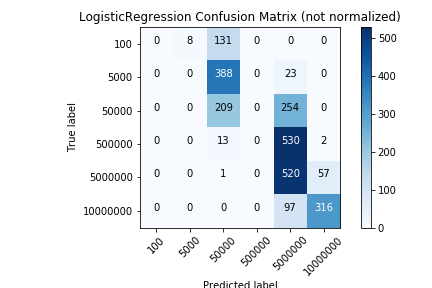 LogisticRegression Confusion Matrix (not normalized)
100 0 8 131 0 0 0
5000 0 0 388 0 23 0
50000 0 0 209 0 254 0
500000 0 0 13 0 530 2
5000000 0 0 1 0 520 57
10000000 0 0 0 0 97 316
True label
100 5000 50000 500000 5000000 10000000
Predicted label
500
400
300
200
100
0